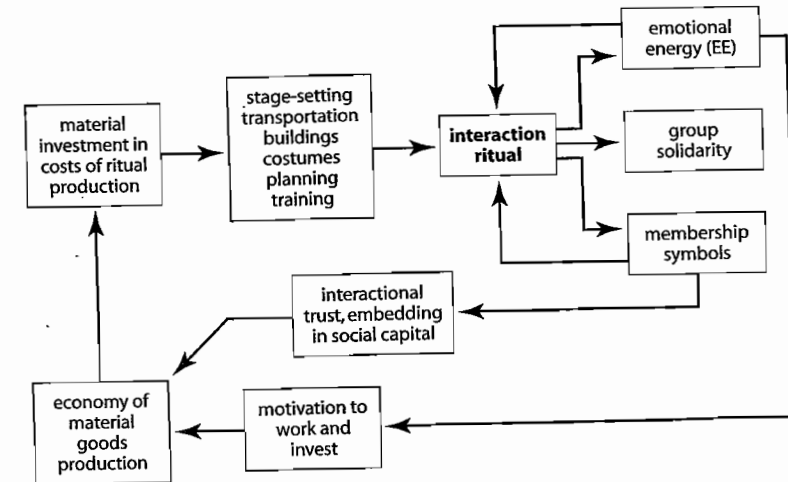 emotional
energy (EE)
material
investment in
costs of ritual
production
stage-setting
transportation
buildings
costumes
planning
training
interaction
ritual
group
solidarity
membership
symbols
interactional
trust, embedding
in social capital
economy of
material
goods
production
motivation to
work and
invest